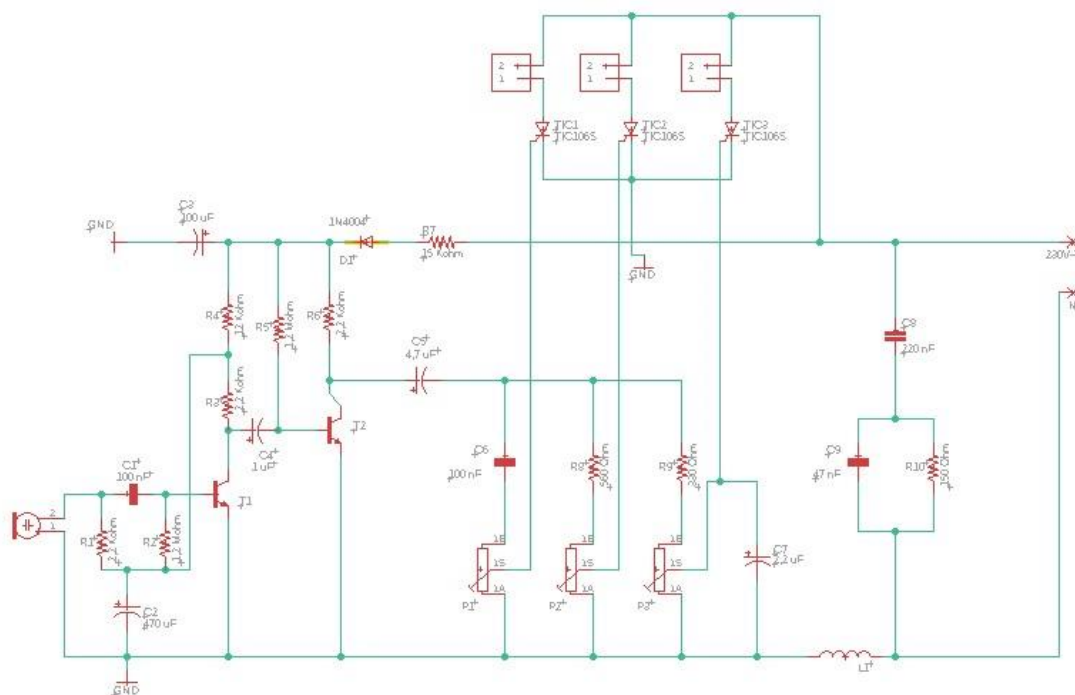 2
1
2
1
2
1
TIC1
TIC106S
TIC2
TIC106S
TIC3
TIC106S
C3
100 uF
GND
1N4004
D1
R7
15 Kohm
GND
230V~
N
R4
12 Kohm
R5
1,2 Mohm
R6
2,2 Kohm
C5
4,7 uF
C8
220 nF
R3
2,2 Kohm
C4
1 uF
T2
C1
100 nF
2
1
R1
2,2 Kohm
R2
1,2 Mohm
T1
C6
100 nF
R8
560 Ohm
R9
C9
47 nF
R10
150 Ohm
1E
1S
1A
P1
1E
1S
1A
P2
1E
1S
1A
P3
C7
2,2 uF
C2
470 uF
L1
GND